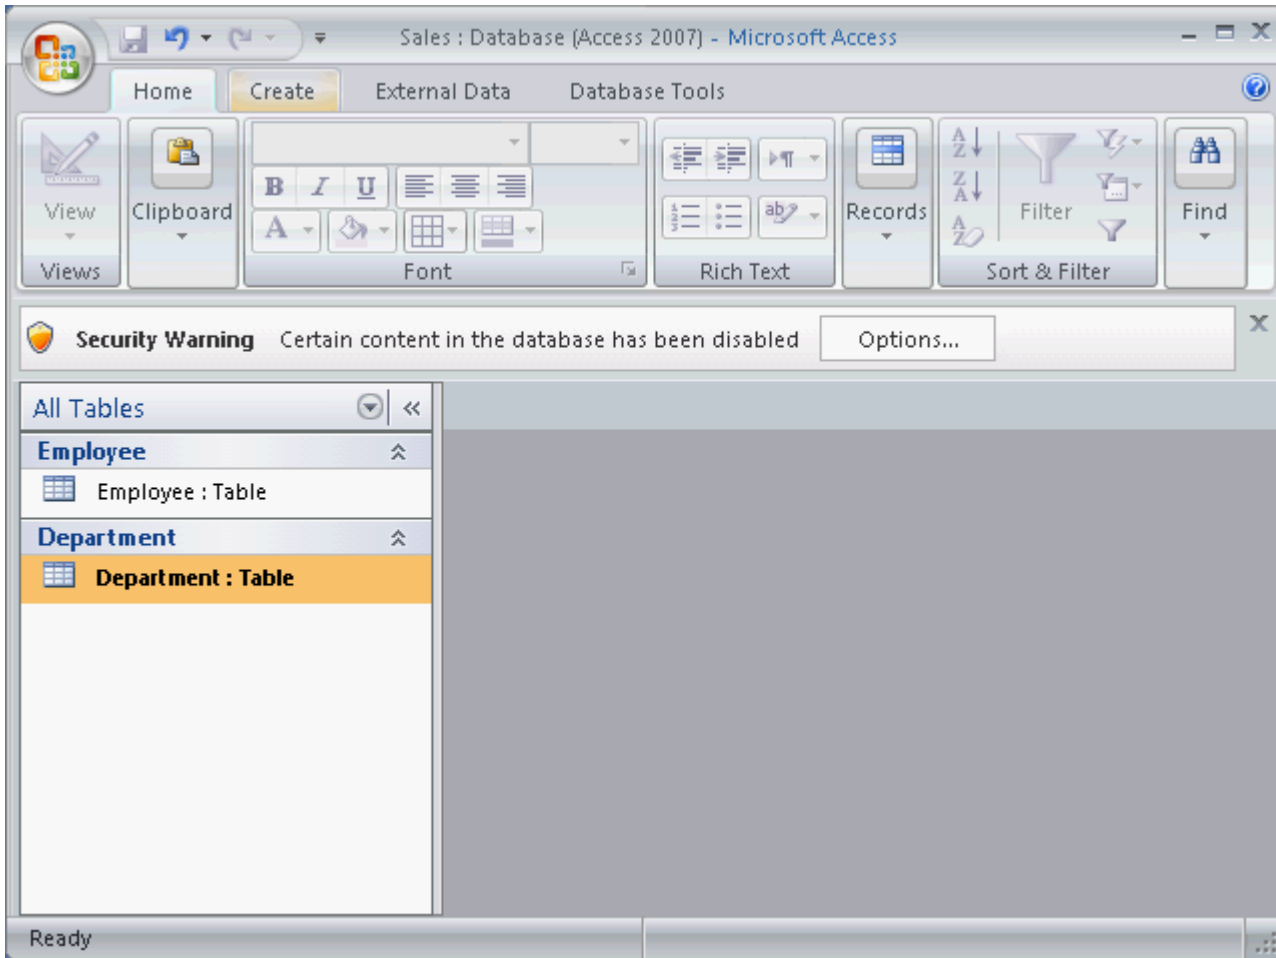 Sales : Database (Access 2007) - Microsoft Access
Home Create External Data Database Tools
View Clipboard B I U A Records Filter Find
Views Font Rich Text Sort & Filter
Security Warning Certain content in the database has been disabled Options...
All Tables
Employee
Employee : Table
Department
Department : Table
Ready